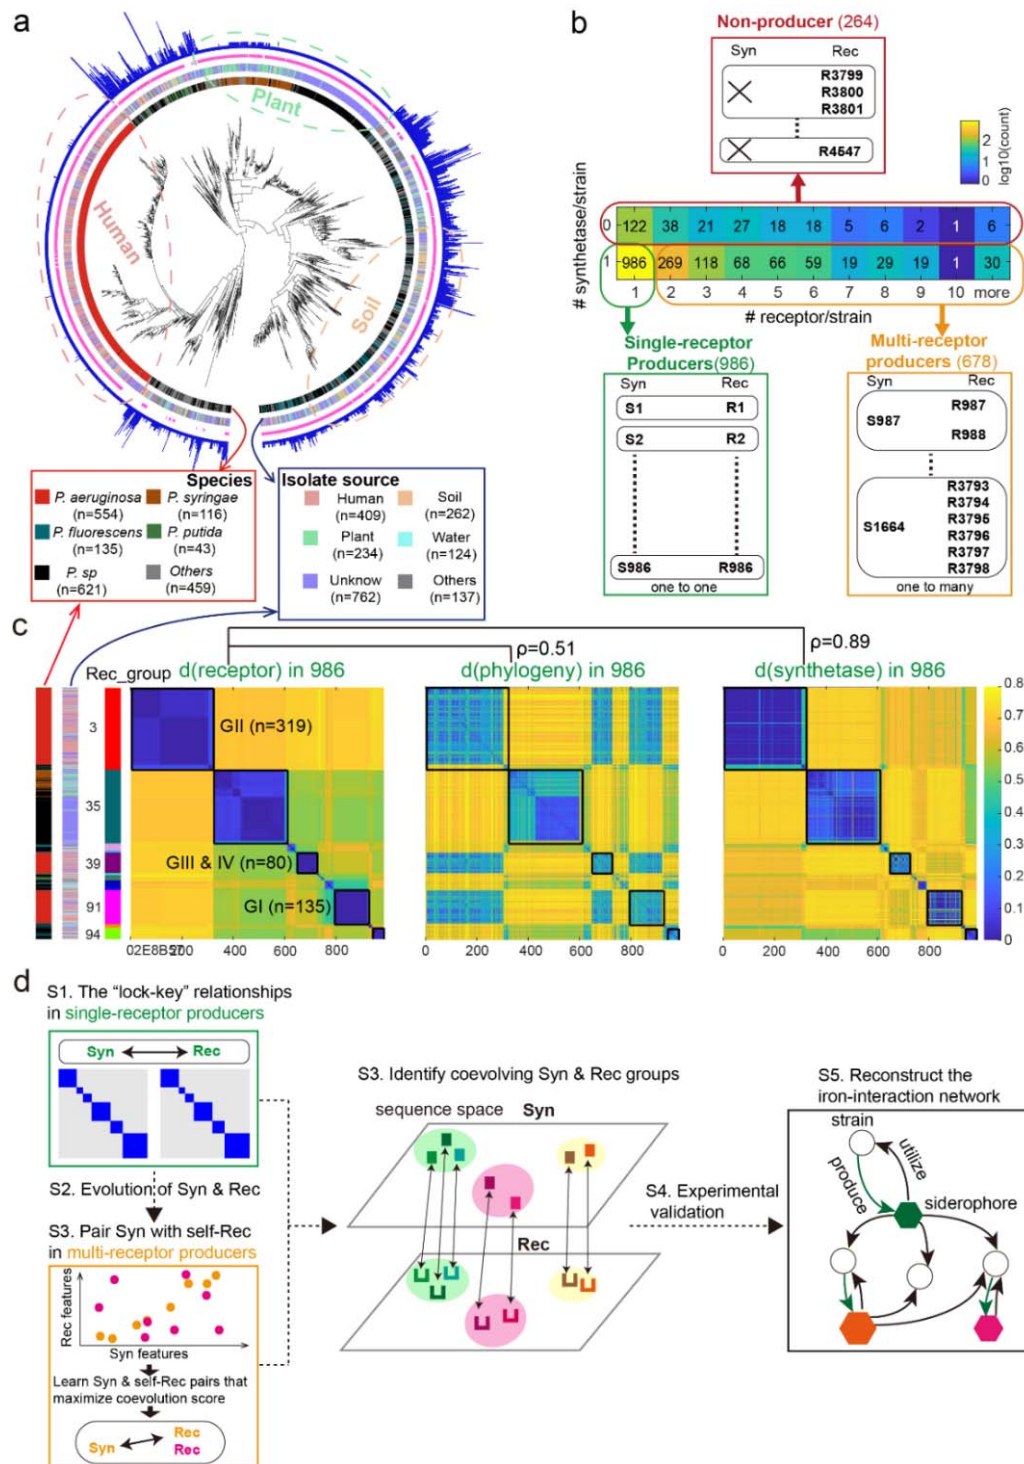 a
Plant
Human
Soil
Species
P. aeruginosa
(n=554)
P. syringae
(n=116)
P. fluorescens
(n=135)
P. putida
(n=43)
P. sp
(n=621)
Others
(n=459)
Isolate source
Human
(n=409)
Soil
(n=262)
Plant
(n=234)
Water
(n=124)
Unknow
(n=762)
Others
(n=137)
b
Non-producer (264)
Syn Rec
R3799
R3800
R3801
R4547
log10(count)
2
1
0
# synthetase/strain
0 122 38 21 27 18 18 5 6 2 1 6
1 986 269 118 68 66 59 19 29 19 1 30
1 2 3 4 5 6 7 8 9 10 more
# receptor/strain
Single-receptor
Producers(986)
Syn Rec
S1 R1
S2 R2
S986 R986
one to one
Multi-receptor
producers (678)
Syn Rec
S987
R987
R988
S1664
R3793
R3794
R3795
R3796
R3797
R3798
one to many
c
ρ=0.51
ρ=0.89
Rec_group
d(receptor) in 986
d(phylogeny) in 986
d(synthetase) in 986
3
35
39
91
94
GII (n=319)
GIII & IV (n=80)
GI (n=135)
02E8B57200 400 600 800
0 200 400 600 800
0 200 400 600 800
0.8
0.7
0.6
0.5
0.4
0.3
0.2
0.1
0
d
S1. The “lock-key” relationships
in single-receptor producers
Syn Rec
S2. Evolution of Syn & Rec
S3. Pair Syn with self-Rec
in multi-receptor producers
Rec features
Syn features
Learn Syn & self-Rec pairs that
maximize coevolution score
Syn
Rec
Rec
S3. Identify coevolving Syn & Rec groups
sequence space Syn
Rec
S4. Experimental
validation
S5. Reconstruct the
iron-interaction network
strain
utilize
produce
siderophore